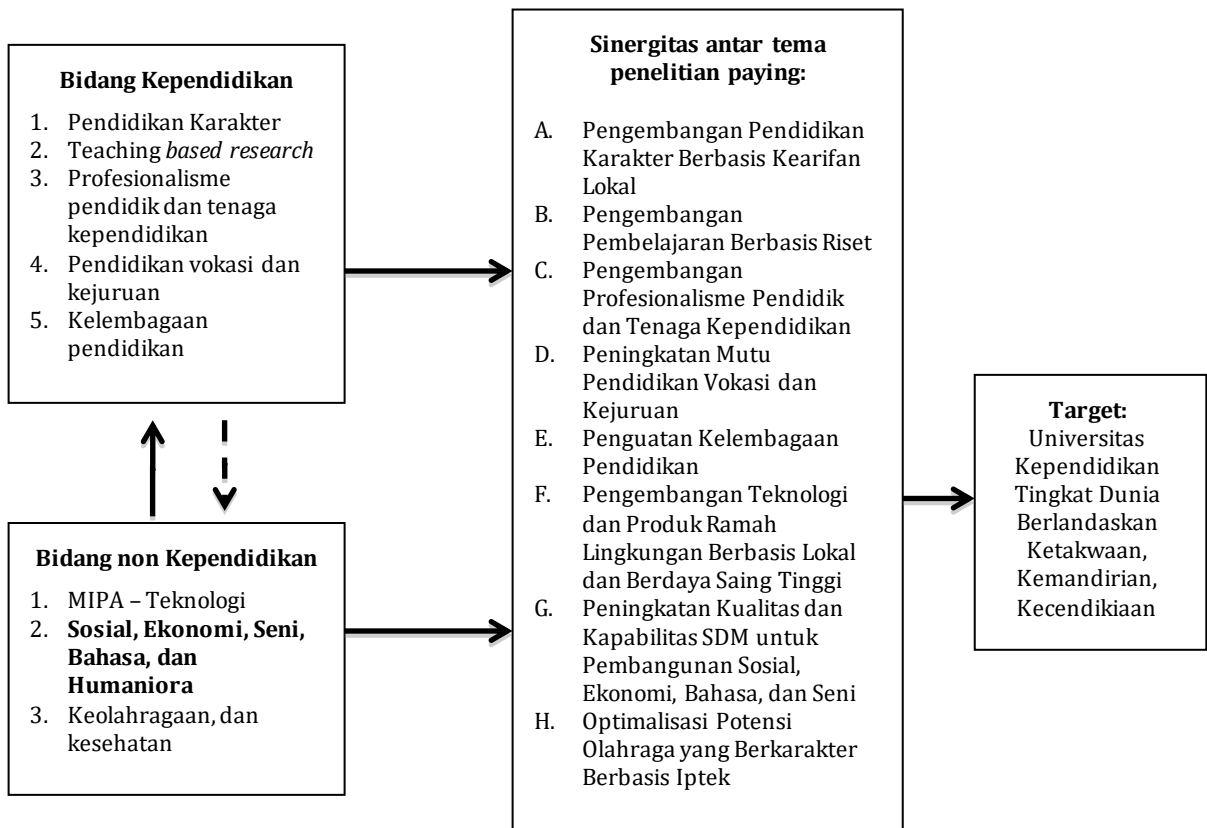 Bidang Kependidikan
1. Pendidikan Karakter
2. Teaching based research
3. Profesionalisme
pendidik dan tenaga
kependidikan
4. Pendidikan vokasi dan
kejuruan
5. Kelembagaan
pendidikan
Bidang non Kependidikan
1. MIPA – Teknologi
2. Sosial, Ekonomi, Seni,
Bahasa, dan
Humaniora
3. Keolahragaan, dan
kesehatan
Sinergitas antar tema
penelitian paying:
A. Pengembangan Pendidikan
Karakter Berbasis Kearifan
Lokal
B. Pengembangan
Pembelajaran Berbasis Riset
C. Pengembangan
Profesionalisme Pendidik
dan Tenaga Kependidikan
D. Peningkatan Mutu
Pendidikan Vokasi dan
Kejuruan
E. Penguatan Kelembagaan
Pendidikan
F. Pengembangan Teknologi
dan Produk Ramah
Lingkungan Berbasis Lokal
dan Berdaya Saing Tinggi
G. Peningkatan Kualitas dan
Kapabilitas SDM untuk
Pembangunan Sosial,
Ekonomi, Bahasa, dan Seni
H. Optimalisasi Potensi
Olahraga yang Berkarakter
Berbasis Iptek
Target:
Universitas
Kependidikan
Tingkat Dunia
Berlandaskan
Ketakwaan,
Kemandirian,
Kecendikiaan